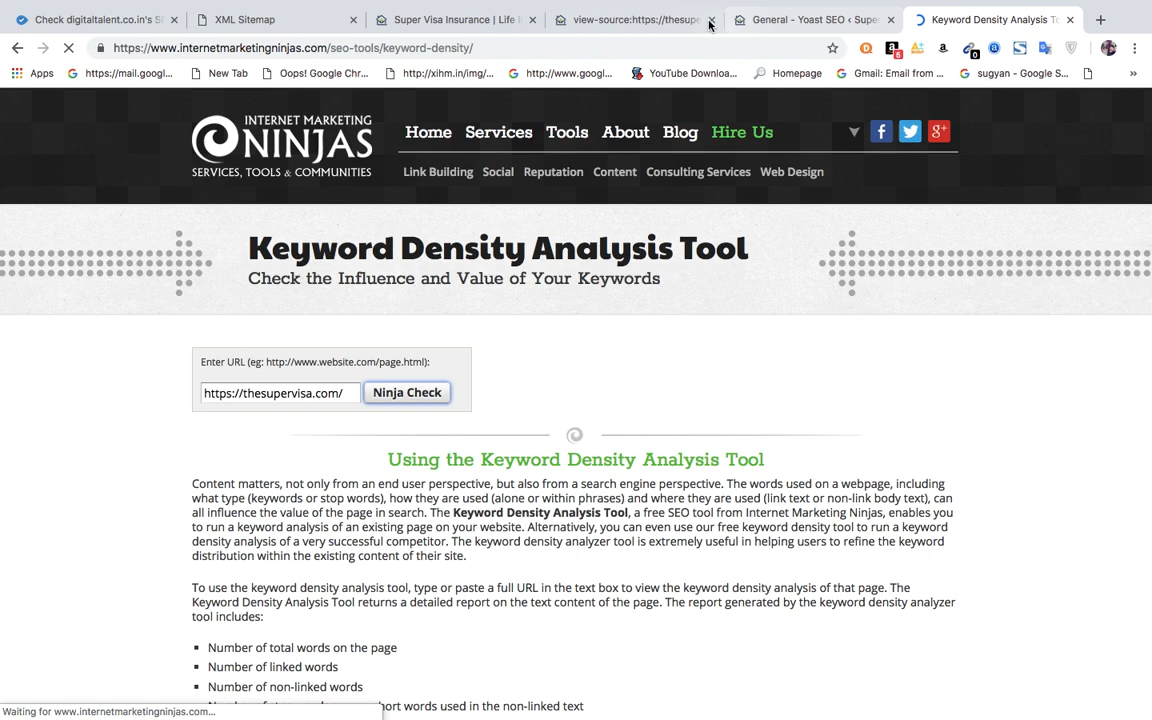 Check digitaltalent.co.in's SE
XML Sitemap
Super Visa Insurance | Life I
view-source:https://thesupe
General - Yoast SEO ‹ Super
Keyword Density Analysis To
https://www.internetmarketingninjas.com/seo-tools/keyword-density/
6
0
Apps
https://mail.googl...
New Tab
Oops! Google Chr...
http://xihm.in/img/...
http://www.googl...
YouTube Downloa...
Homepage
Gmail: Email from ...
sugyan - Google S...
»
INTERNET MARKETING
NINJAS
SERVICES, TOOLS & COMMUNITIES
Home Services Tools About Blog Hire Us
Link Building Social Reputation Content Consulting Services Web Design
Keyword Density Analysis Tool
Check the Influence and Value of Your Keywords
Enter URL (eg: http://www.website.com/page.html):
https://thesupervisa.com/
Ninja Check
Using the Keyword Density Analysis Tool
Content matters, not only from an end user perspective, but also from a search engine perspective. The words used on a webpage, including
what type (keywords or stop words), how they are used (alone or within phrases) and where they are used (link text or non-link body text), can
all influence the value of the page in search. The Keyword Density Analysis Tool, a free SEO tool from Internet Marketing Ninjas, enables you
to run a keyword analysis of an existing page on your website. Alternatively, you can even use our free keyword density tool to run a keyword
density analysis of a very successful competitor. The keyword density analyzer tool is extremely useful in helping users to refine the keyword
distribution within the existing content of their site.
To use the keyword density analysis tool, type or paste a full URL in the text box to view the keyword density analysis of that page. The
Keyword Density Analysis Tool returns a detailed report on the text content of the page. The report generated by the keyword density analyzer
tool includes:
Number of total words on the page
Number of linked words
Number of non-linked words
ort words used in the non-linked text
Waiting for www.internetmarketingninjas.com...